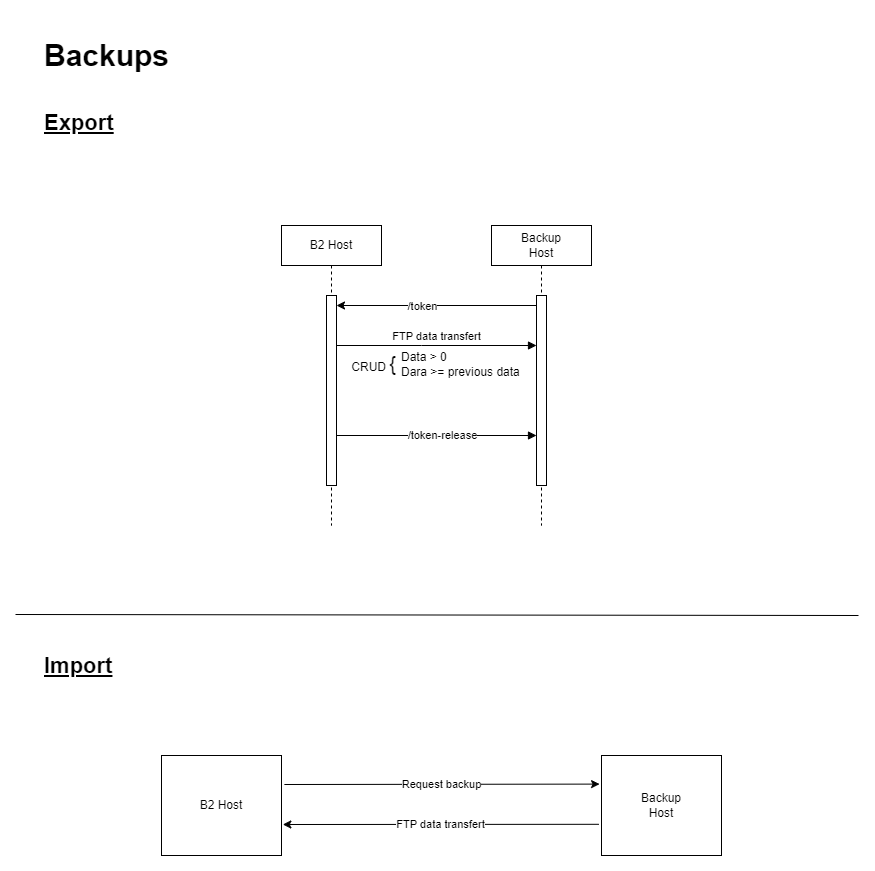 Backups
Export
B2 Host
Backup
Host
/token
FTP data transfert
CRUD {
Data > 0
Dara >= previous data
/token-release
Import
B2 Host
Request backup
Backup
Host
FTP data transfert